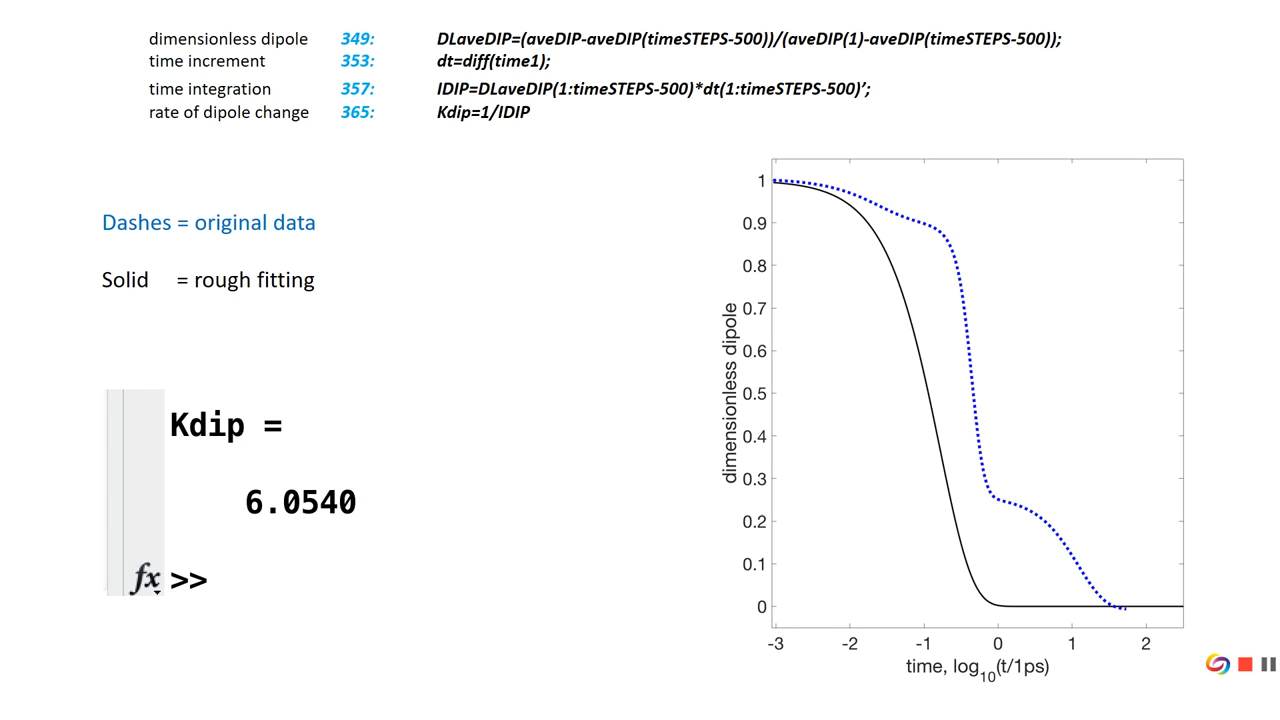 dimensionless dipole 349: DLaveDIP=(aveDIP-aveDIP(timeSTEPS-500))/(aveDIP(1)-aveDIP(timeSTEPS-500));
time increment 353: dt=diff(time1);
time integration 357: IDIP=DLaveDIP(1:timeSTEPS-500)*dt(1:timeSTEPS-500)’;
rate of dipole change 365: Kdip=1/IDIP
Dashes = original data
Solid = rough fitting
Kdip =
6.0540
fx >>
dimensionless dipole
1
0.9
0.8
0.7
0.6
0.5
0.4
0.3
0.2
0.1
0
-3 -2 -1 0 1 2
time, log10(t/1ps)